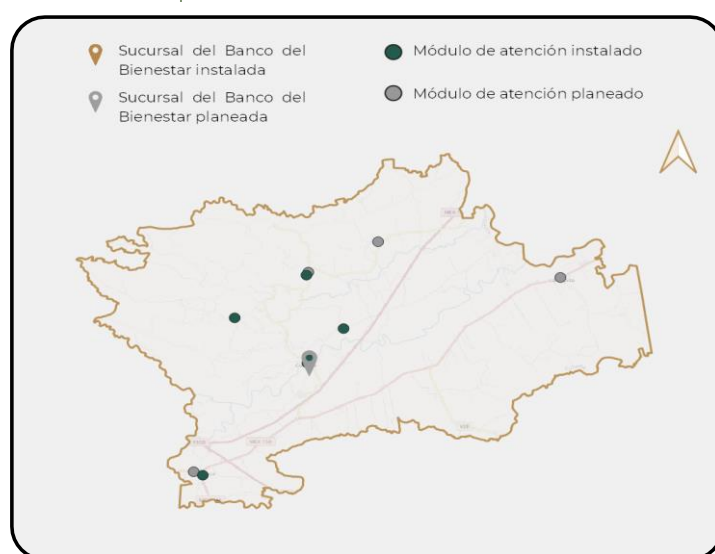 Sucursal del Banco del
Bienestar instalada
Sucursal del Banco del
Bienestar planeada
Módulo de atención instalado
Módulo de atención planeado